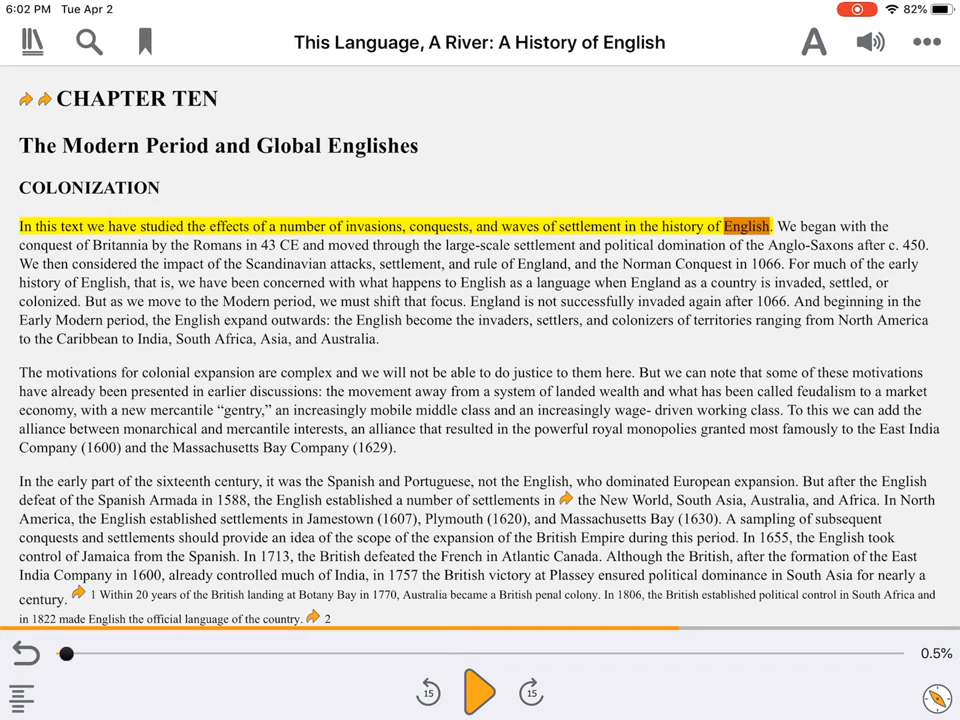 6:02 PM Tue Apr 2 82%
This Language, A River: A History of English A
CHAPTER TEN
The Modern Period and Global Englishes
COLONIZATION
In this text we have studied the effects of a number of invasions, conquests, and waves of settlement in the history of English. We began with the
conquest of Britannia by the Romans in 43 CE and moved through the large-scale settlement and political domination of the Anglo-Saxons after c. 450.
We then considered the impact of the Scandinavian attacks, settlement, and rule of England, and the Norman Conquest in 1066. For much of the early
history of English, that is, we have been concerned with what happens to English as a language when England as a country is invaded, settled, or
colonized. But as we move to the Modern period, we must shift that focus. England is not successfully invaded again after 1066. And beginning in the
Early Modern period, the English expand outwards: the English become the invaders, settlers, and colonizers of territories ranging from North America
to the Caribbean to India, South Africa, Asia, and Australia.
The motivations for colonial expansion are complex and we will not be able to do justice to them here. But we can note that some of these motivations
have already been presented in earlier discussions: the movement away from a system of landed wealth and what has been called feudalism to a market
economy, with a new mercantile “gentry,” an increasingly mobile middle class and an increasingly wage- driven working class. To this we can add the
alliance between monarchical and mercantile interests, an alliance that resulted in the powerful royal monopolies granted most famously to the East India
Company (1600) and the Massachusetts Bay Company (1629).
In the early part of the sixteenth century, it was the Spanish and Portuguese, not the English, who dominated European expansion. But after the English
defeat of the Spanish Armada in 1588, the English established a number of settlements in the New World, South Asia, Australia, and Africa. In North
America, the English established settlements in Jamestown (1607), Plymouth (1620), and Massachusetts Bay (1630). A sampling of subsequent
conquests and settlements should provide an idea of the scope of the expansion of the British Empire during this period. In 1655, the English took
control of Jamaica from the Spanish. In 1713, the British defeated the French in Atlantic Canada. Although the British, after the formation of the East
India Company in 1600, already controlled much of India, in 1757 the British victory at Plassey ensured political dominance in South Asia for nearly a
century. 1 Within 20 years of the British landing at Botany Bay in 1770, Australia became a British penal colony. In 1806, the British established political control in South Africa and
in 1822 made English the official language of the country. 2
0.5%
15 15